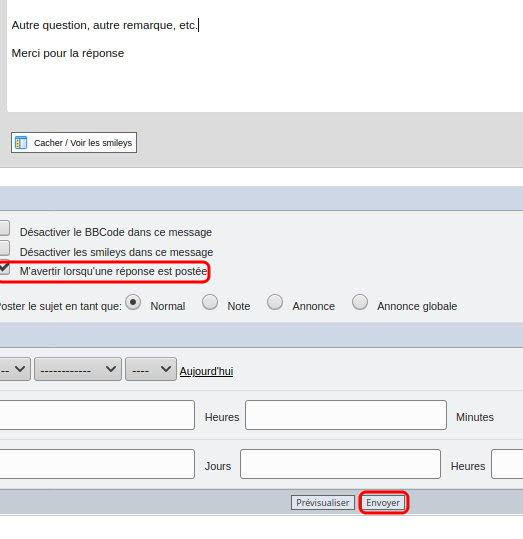 Autre question, autre remarque, etc.
Merci pour la réponse
Cacher / Voir les smileys
Désactiver le BBCode dans ce message
Désactiver les smileys dans ce message
M'avertir lorsqu'une réponse est postée
oster le sujet en tant que: Normal Note Annonce Annonce globale
-- ------------ ---- Aujourd'hui
Heures Minutes
Jours Heures
Prévisualiser Envoyer